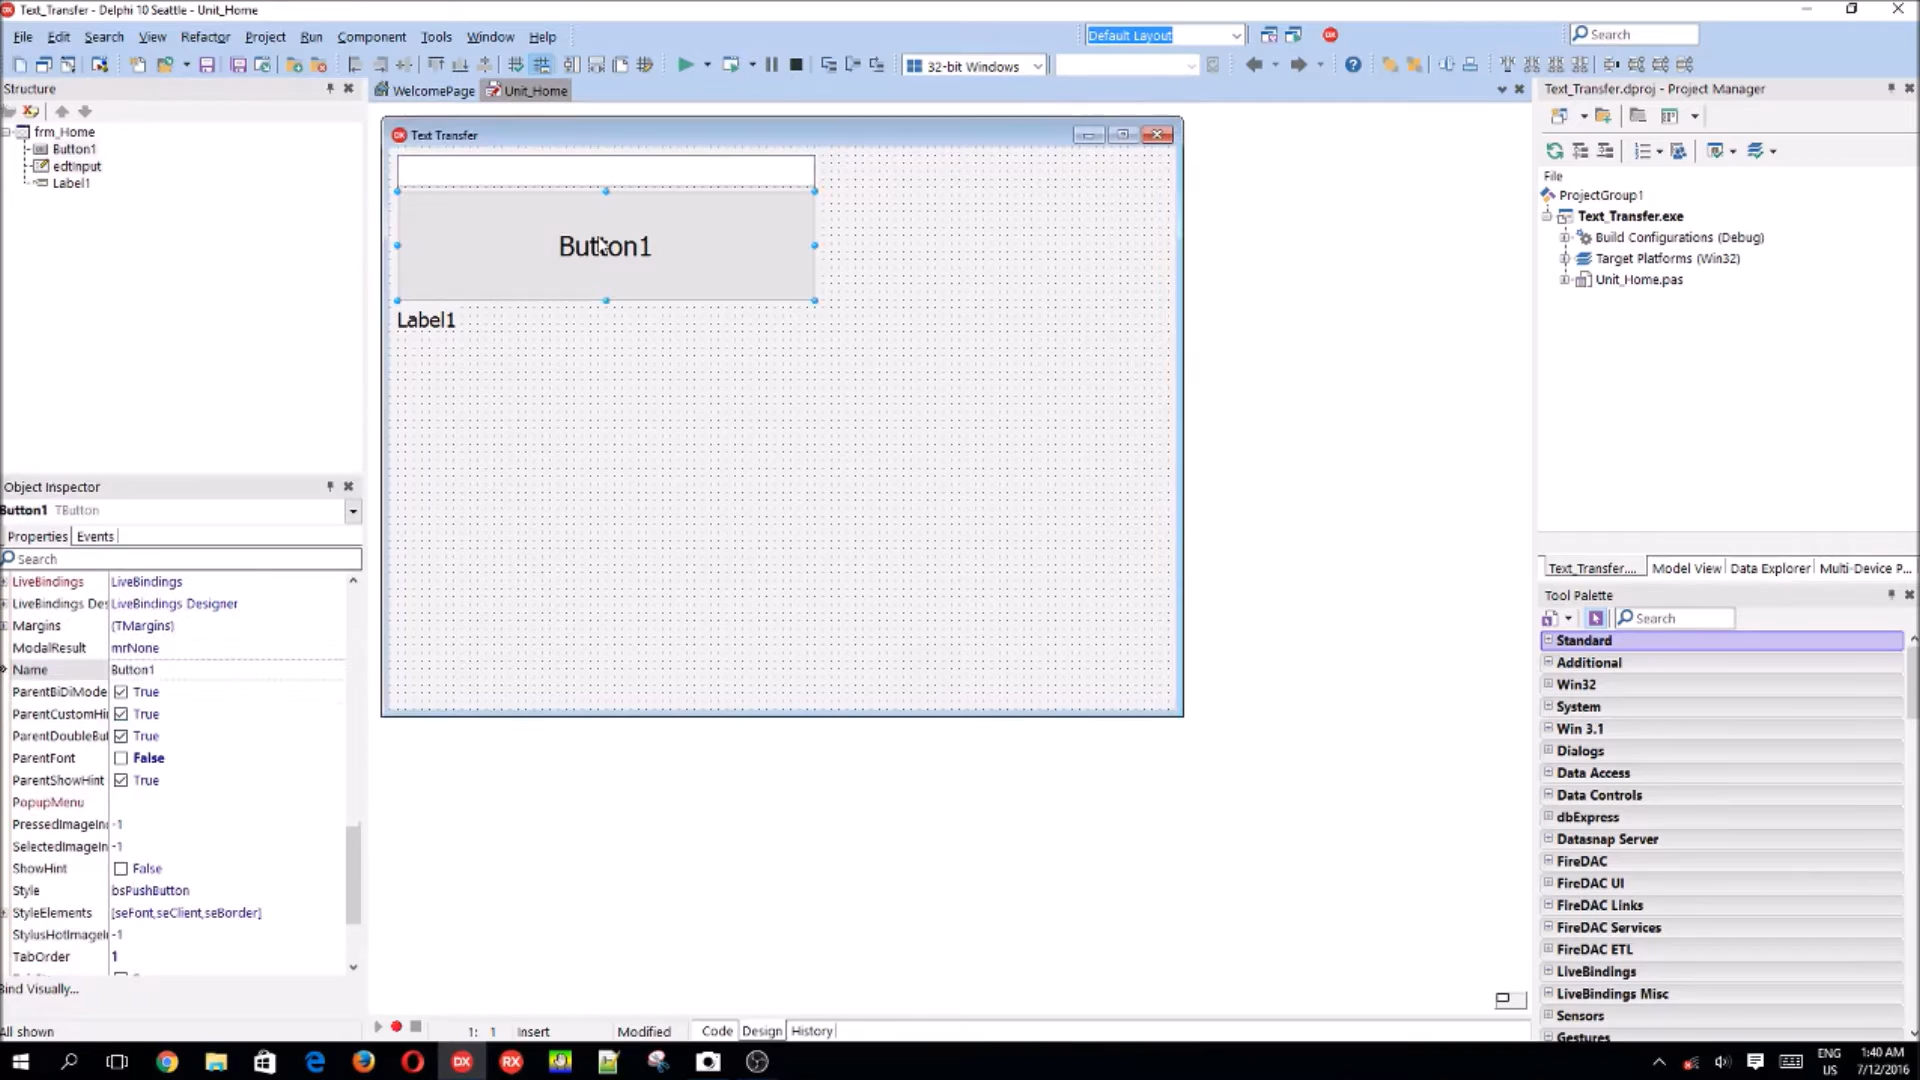 Text_Transfer - Delphi 10 Seattle - Unit_Home
File Edit Search View Refactor Project Run Component Tools Window Help
Default Layout
Search
32-bit Windows
Structure
frm_Home
Button1
edtInput
Label1
WelcomePage Unit_Home
Text Transfer
Button1
Label1
Object Inspector
Button1 TButton
Properties Events
Search
LiveBindings LiveBindings
LiveBindings Des LiveBindings Designer
Margins (TMargins)
ModalResult mrNone
Name Button1
ParentBiDiMode True
ParentCustomHi True
ParentDoubleBu True
ParentFont False
ParentShowHint True
PopupMenu
PressedImageIn -1
SelectedImageIn -1
ShowHint False
Style bsPushButton
StyleElements [seFont,seClient,seBorder]
StylusHotImageI -1
TabOrder 1
Bind Visually...
All shown
1: 1 Insert Modified Code Design History
Text_Transfer.dproj - Project Manager
File
ProjectGroup1
Text_Transfer.exe
Build Configurations (Debug)
Target Platforms (Win32)
Unit_Home.pas
Text_Transfer.... Model View Data Explorer Multi-Device P...
Tool Palette
Search
Standard
Additional
Win32
System
Win 3.1
Dialogs
Data Access
Data Controls
dbExpress
Datasnap Server
FireDAC
FireDAC UI
FireDAC Links
FireDAC Services
FireDAC ETL
LiveBindings
LiveBindings Misc
Sensors
Gestures
ENG
US
1:40 AM
7/12/2016